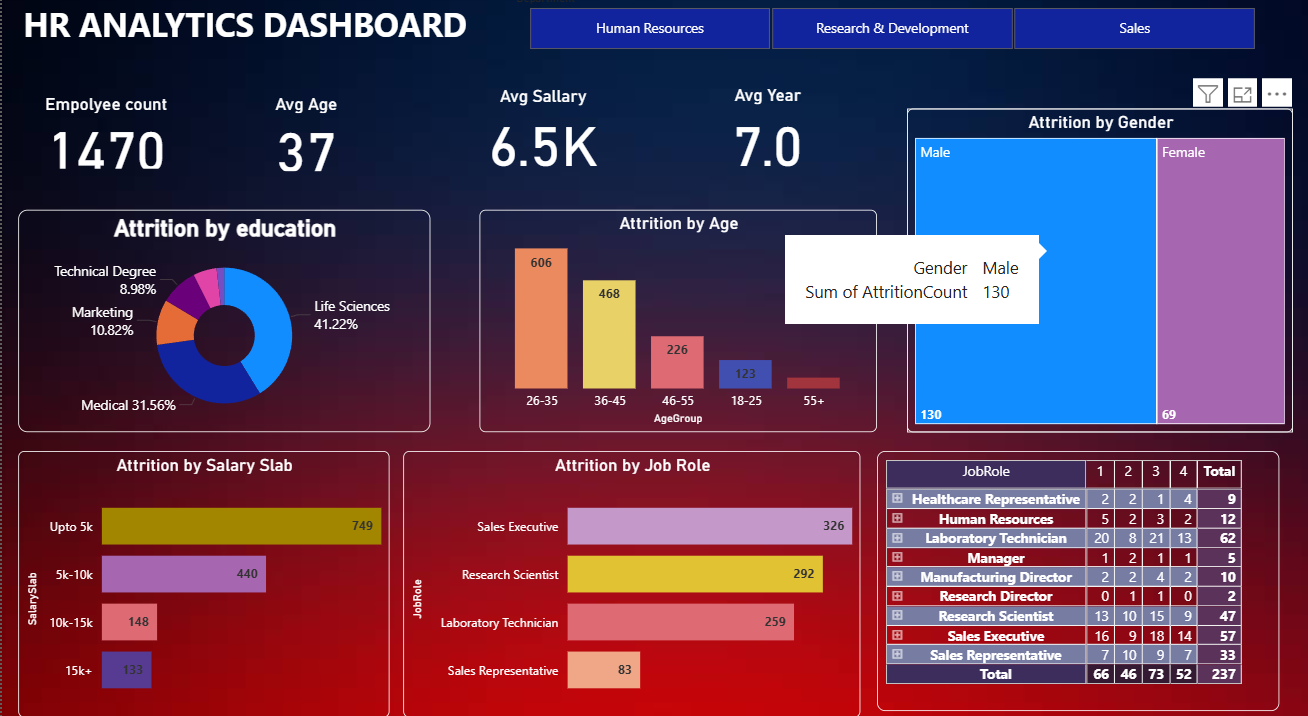 HR ANALYTICS DASHBOARD
Human Resources
Research & Development
Sales
Empolyee count
1470
Avg Age
37
Avg Sallary
6.5K
Avg Year
7.0
Attrition by Gender
Male
Female
130
69
Gender Male
Sum of AttritionCount 130
Attrition by education
Technical Degree
8.98%
Marketing
10.82%
Life Sciences
41.22%
Medical 31.56%
Attrition by Age
606
468
226
123
26-35 36-45 46-55 18-25 55+
AgeGroup
Attrition by Salary Slab
SalarySlab
Upto 5k 749
5k-10k 440
10k-15k 148
15k+ 133
Attrition by Job Role
JobRole
Sales Executive 326
Research Scientist 292
Laboratory Technician 259
Sales Representative 83
JobRole 1 2 3 4 Total
Healthcare Representative 2 2 1 4 9
Human Resources 5 2 3 2 12
Laboratory Technician 20 8 21 13 62
Manager 1 2 1 1 5
Manufacturing Director 2 2 4 2 10
Research Director 0 1 1 0 2
Research Scientist 13 10 15 9 47
Sales Executive 16 9 18 14 57
Sales Representative 7 10 9 7 33
Total 66 46 73 52 237